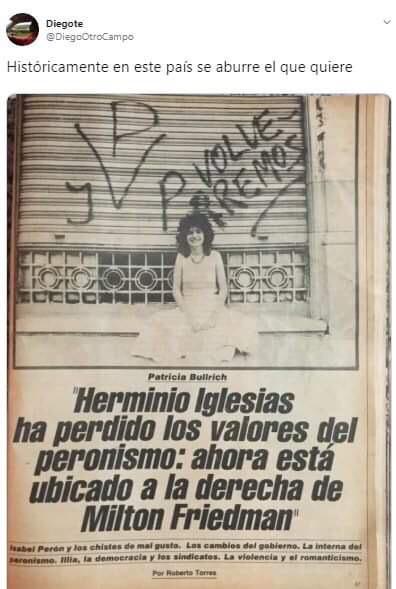 Diegote
@DiegoOtroCampo
Históricamente en este país se aburre el que quiere
P
y V P
VOLVE-
REMOS
Patricia Bullrich
"Herminio Iglesias
ha perdido los valores del
peronismo: ahora está
ubicado a la derecha de
Milton Friedman"
Isabel Perón y los chistes de mal gusto. Los cambios del gobierno. La interna del
peronismo. Illia, la democracia y los sindicatos. La violencia y el romanticismo.
Por Roberto Torres